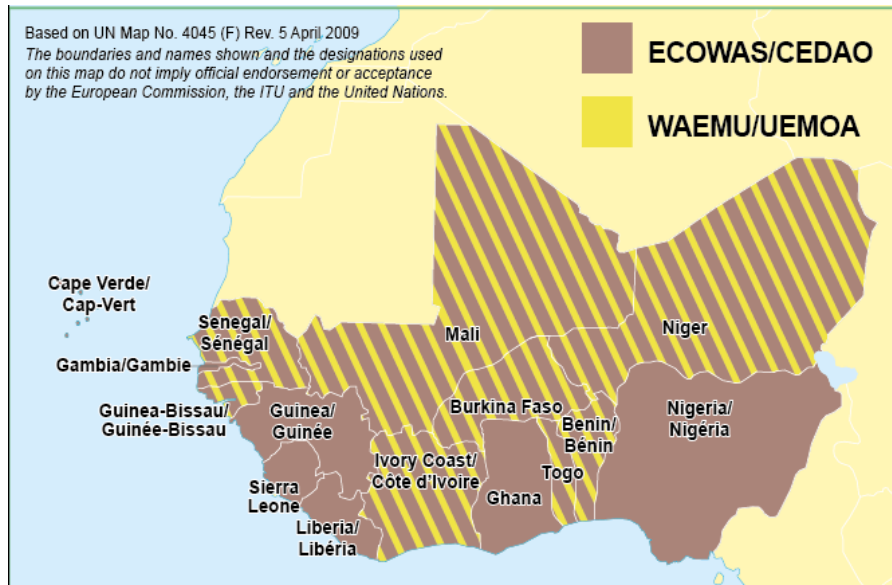 Based on UN Map No. 4045 (F) Rev. 5 April 2009
The boundaries and names shown and the designations used
on this map do not imply official endorsement or acceptance
by the European Commission, the ITU and the United Nations.
ECOWAS/CEDAO
WAEMU/UEMOA
Cape Verde/
Cap-Vert
Senegal/
Sénégal
Mali
Niger
Gambia/Gambie
Guinea-Bissau/
Guinée-Bissau
Guinea/
Guinée
Burkina Faso
Benin/
Bénin
Nigeria/
Nigéria
Ivory Coast/
Côte d'Ivoire
Togo
Ghana
Sierra
Leone
Liberia/
Libéria